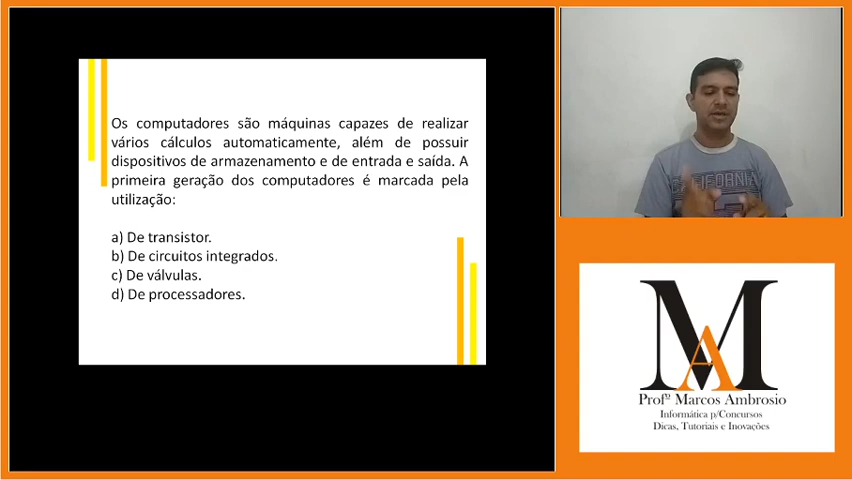 Os computadores são máquinas capazes de realizar
vários cálculos automaticamente, além de possuir
dispositivos de armazenamento e de entrada e saída. A
primeira geração dos computadores é marcada pela
utilização:
a) De transistor.
b) De circuitos integrados.
c) De válvulas.
d) De processadores.
CALIFORNIA
MA
Profº Marcos Ambrosio
Informática p/Concursos
Dicas, Tutoriais e Inovações